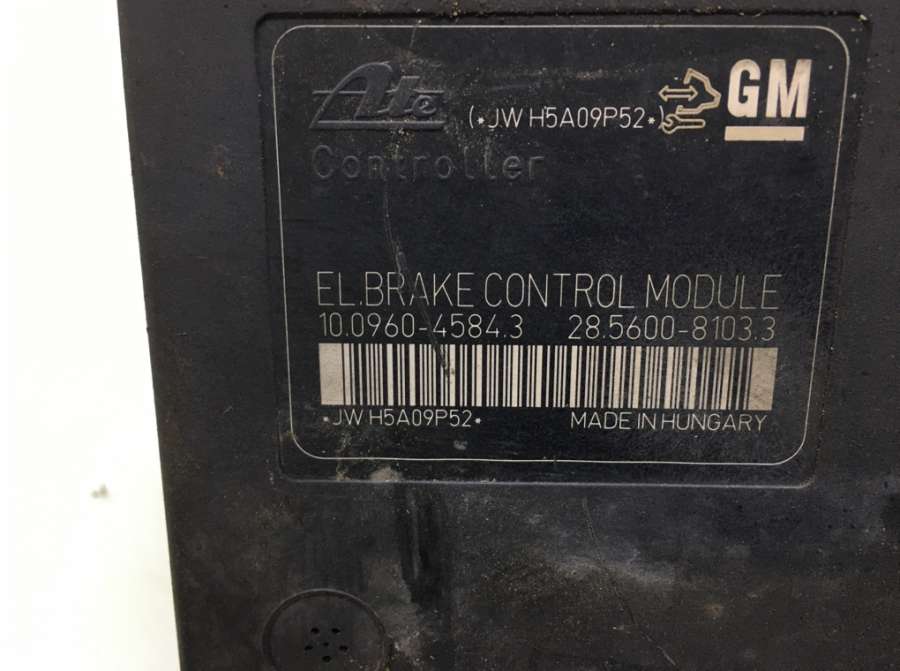 Ate
(*JW H5A09P52*)
GM
Controller
EL.BRAKE CONTROL MODULE
10.0960-4584.3 28.5600-8103.3
*JW H5A09P52*
MADE IN HUNGARY